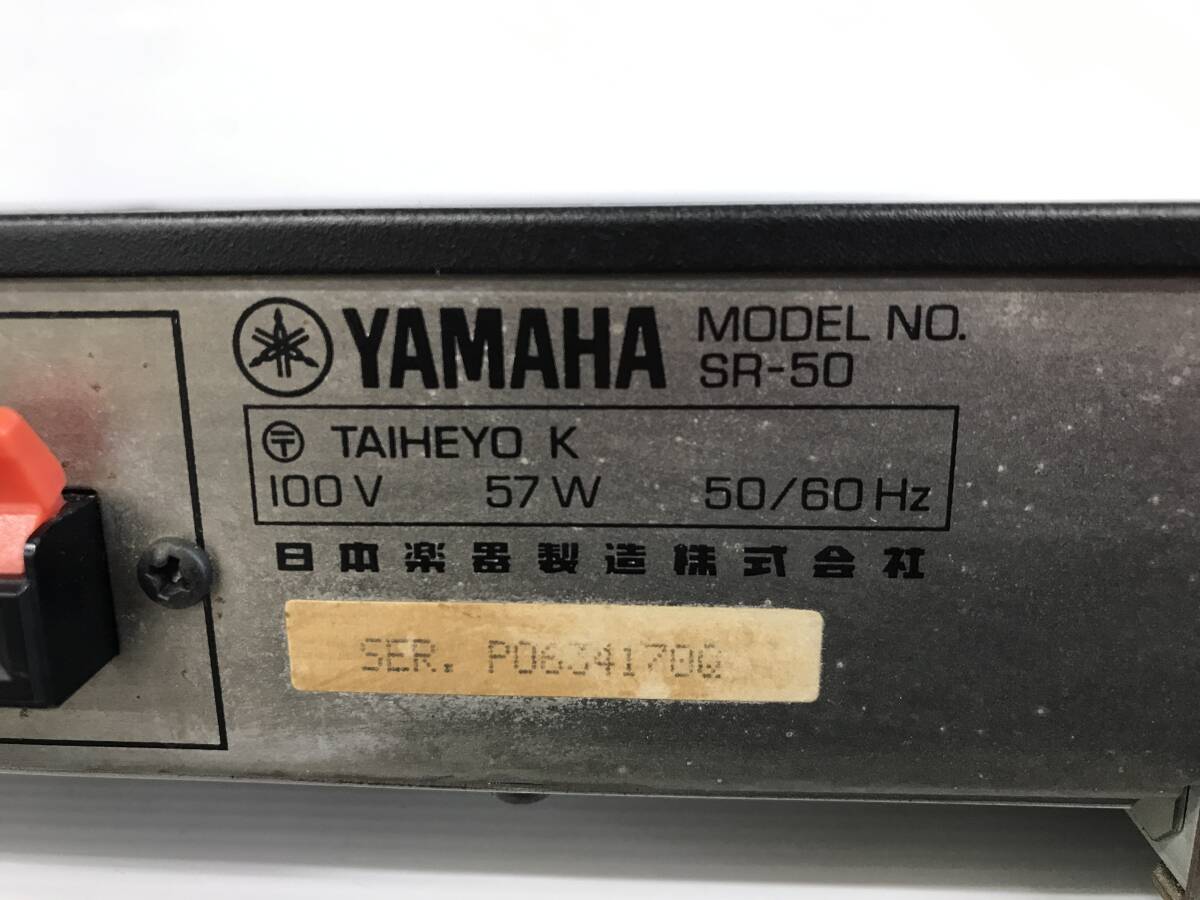 YAMAHA
MODEL NO.
SR-50
〒 TAIHEYO K
100V 57W 50/60Hz
日本楽器製造株式会社
SER. P06341700